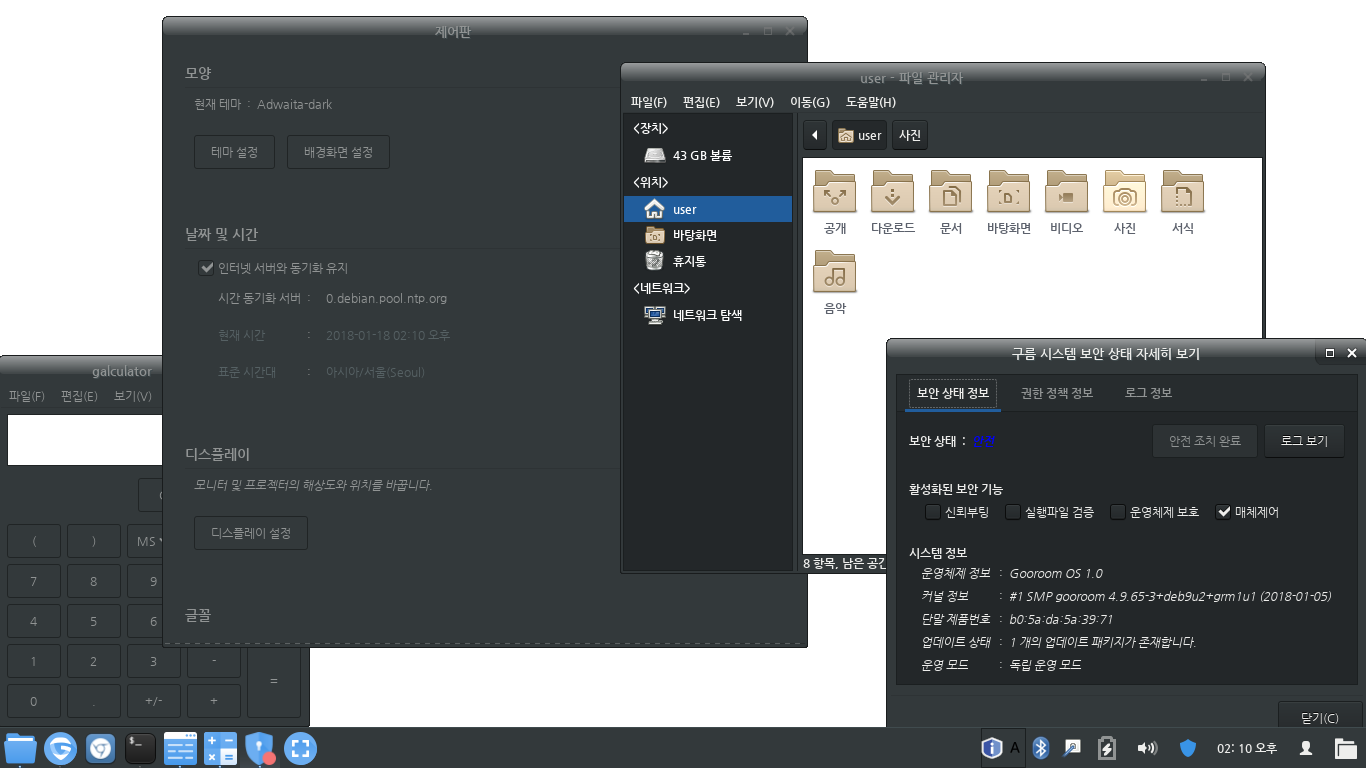 제어판
모양
현재 테마 : Adwaita-dark
테마 설정 배경화면 설정
날짜 및 시간
인터넷 서버와 동기화 유지
시간 동기화 서버 : 0.debian.pool.ntp.org
현재 시간 : 2018-01-18 02:10 오후
표준 시간대 : 아시아/서울(Seoul)
디스플레이
모니터 및 프로젝터의 해상도와 위치를 바꿉니다.
디스플레이 설정
글꼴
user - 파일 관리자
파일(F) 편집(E) 보기(V) 이동(G) 도움말(H)
<장치>
43 GB 볼륨
<위치>
user
바탕화면
휴지통
<네트워크>
네트워크 탐색
user 사진
공개 다운로드 문서 바탕화면 비디오 사진 서식
음악
8 항목, 남은 공간
galculator
파일(F) 편집(E) 보기(V)
( ) MS
7 8 9
4 5 6
1 2 3 -
=
0 . +/- +
구름 시스템 보안 상태 자세히 보기
보안 상태 정보 권한 정책 정보 로그 정보
보안 상태 : 안전 안전 조치 완료 로그 보기
활성화된 보안 기능
신뢰부팅 실행파일 검증 운영체제 보호 매체제어
시스템 정보
운영체제 정보 : Gooroom OS 1.0
커널 정보 : #1 SMP gooroom 4.9.65-3+deb9u2+grm1u1 (2018-01-05)
단말 제품번호 : b0:5a:da:5a:39:71
업데이트 상태 : 1 개의 업데이트 패키지가 존재합니다.
운영 모드 : 독립 운영 모드
닫기(C)
A 02: 10 오후